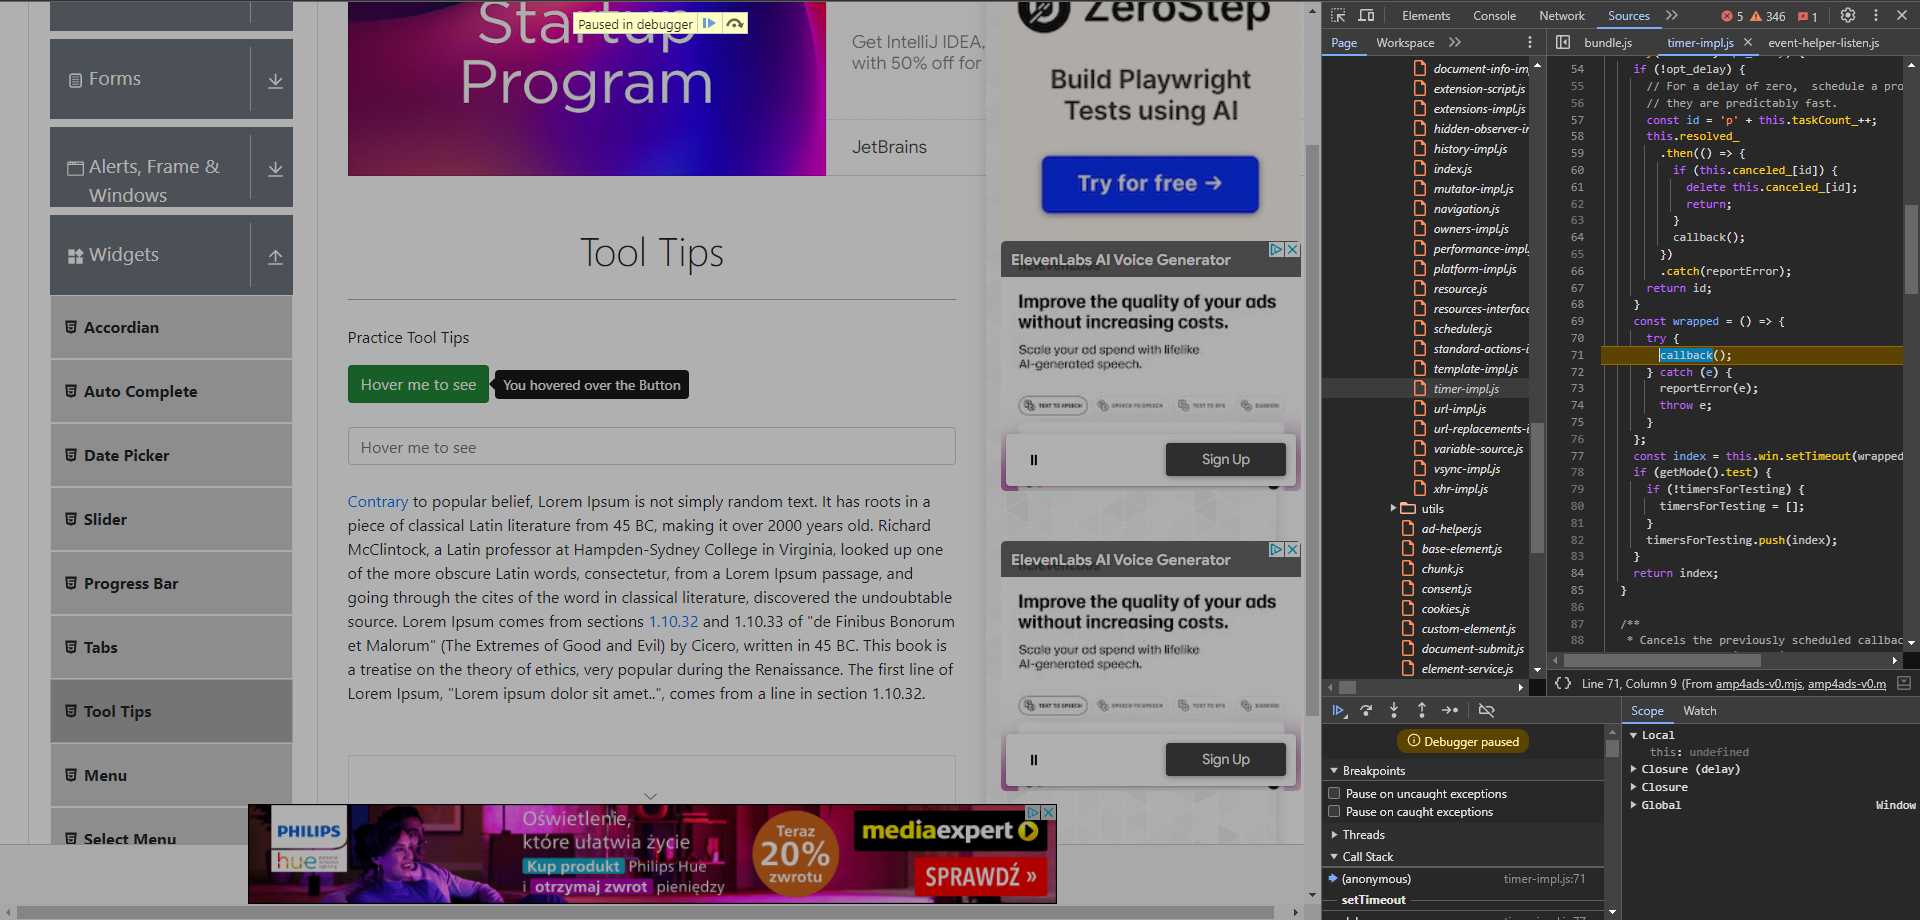 Forms
Alerts, Frame &
Windows
Widgets
Accordian
Auto Complete
Date Picker
Slider
Progress Bar
Tabs
Tool Tips
Menu
Select Menu
Startup
Program
Paused in debugger
Get IntelliJ IDEA,
with 50% off for
JetBrains
Tool Tips
Practice Tool Tips
Hover me to see
You hovered over the Button
Hover me to see
Contrary to popular belief, Lorem Ipsum is not simply random text. It has roots in a
piece of classical Latin literature from 45 BC, making it over 2000 years old. Richard
McClintock, a Latin professor at Hampden-Sydney College in Virginia, looked up one
of the more obscure Latin words, consectetur, from a Lorem Ipsum passage, and
going through the cites of the word in classical literature, discovered the undoubtable
source. Lorem Ipsum comes from sections 1.10.32 and 1.10.33 of "de Finibus Bonorum
et Malorum" (The Extremes of Good and Evil) by Cicero, written in 45 BC. This book is
a treatise on the theory of ethics, very popular during the Renaissance. The first line of
Lorem Ipsum, "Lorem ipsum dolor sit amet..", comes from a line in section 1.10.32.
ZeroStep
Build Playwright
Tests using AI
Try for free →
ElevenLabs AI Voice Generator
Improve the quality of your ads
without increasing costs.
Scale your ad spend with lifelike
AI-generated speech.
TEXT TO SPEECH
SPEECH TO SPEECH
TEXT TO SFX
Sign Up
ElevenLabs AI Voice Generator
Improve the quality of your ads
without increasing costs.
Scale your ad spend with lifelike
AI-generated speech.
TEXT TO SPEECH
SPEECH TO SPEECH
TEXT TO SFX
Sign Up
PHILIPS
hue
Oświetlenie,
które ułatwia życie
Kup produkt Philips Hue
i otrzymaj zwrot pieniędzy
Teraz
20%
zwrotu
mediaexpert
SPRAWDŹ »
Elements
Console
Network
Sources
5
346
1
Page
Workspace
bundle.js
timer-impl.js
event-helper-listen.js
document-info-im
extension-script.js
extensions-impl.js
hidden-observer-i
history-impl.js
index.js
mutator-impl.js
navigation.js
owners-impl.js
performance-impl.
platform-impl.js
resource.js
resources-interface
scheduler.js
standard-actions-i
template-impl.js
timer-impl.js
url-impl.js
url-replacements-i
variable-source.js
vsync-impl.js
xhr-impl.js
utils
ad-helper.js
base-element.js
chunk.js
consent.js
cookies.js
custom-element.js
document-submit.js
element-service.js
54 if (!opt_delay) {
55 // For a delay of zero,  schedule a pro
56 // they are predictably fast.
57 const id = 'p' + this.taskCount_++;
58 this.resolved_
59 .then(() => {
60 if (this.canceled_[id]) {
61 delete this.canceled_[id];
62 return;
63 }
64 callback();
65 })
66 .catch(reportError);
67 return id;
68 }
69 const wrapped = () => {
70 try {
71 callback();
72 } catch (e) {
73 reportError(e);
74 throw e;
75 }
76 };
77 const index = this.win.setTimeout(wrapped
78 if (getMode().test) {
79 if (!timersForTesting) {
80 timersForTesting = [];
81 }
82 timersForTesting.push(index);
83 }
84 return index;
85 }
86
87 /**
88 * Cancels the previously scheduled callbac
{} Line 71, Column 9 (From amp4ads-v0.mjs, amp4ads-v0.m
Debugger paused
Breakpoints
Pause on uncaught exceptions
Pause on caught exceptions
Threads
Call Stack
(anonymous) timer-impl.js:71
setTimeout
Scope
Watch
Local
this: undefined
Closure (delay)
Closure
Global Window